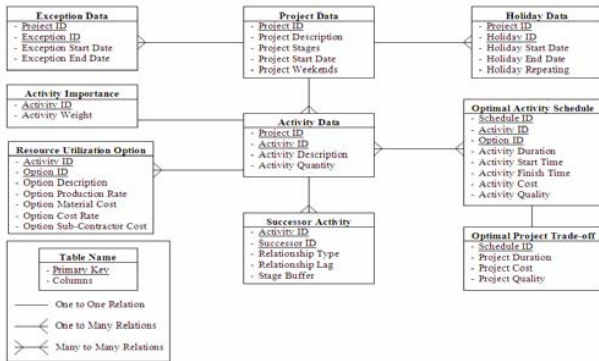 Exception Data
- Project ID
- Exception ID
- Exception Start Date
- Exception End Date
Project Data
- Project ID
- Project Description
- Project Stages
- Project Start Date
- Project Weekends
Holiday Data
- Project ID
- Holiday ID
- Holiday Start Date
- Holiday End Date
- Holiday Repeating
Activity Importance
- Activity ID
- Activity Weight
Activity Data
- Project ID
- Activity ID
- Activity Description
- Activity Quantity
Optimal Activity Schedule
- Schedule ID
- Activity ID
- Option ID
- Activity Duration
- Activity Start Time
- Activity Finish Time
- Activity Cost
- Activity Quality
Resource Utilization Option
- Activity ID
- Option ID
- Option Description
- Option Production Rate
- Option Material Cost
- Option Cost Rate
- Option Sub-Contractor Cost
Successor Activity
- Activity ID
- Successor ID
- Relationship Type
- Relationship Lag
- Stage Buffer
Optimal Project Trade-off
- Schedule ID
- Project Duration
- Project Cost
- Project Quality
Table Name
- Primary Key
- Columns
One to One Relation
One to Many Relations
Many to Many Relations